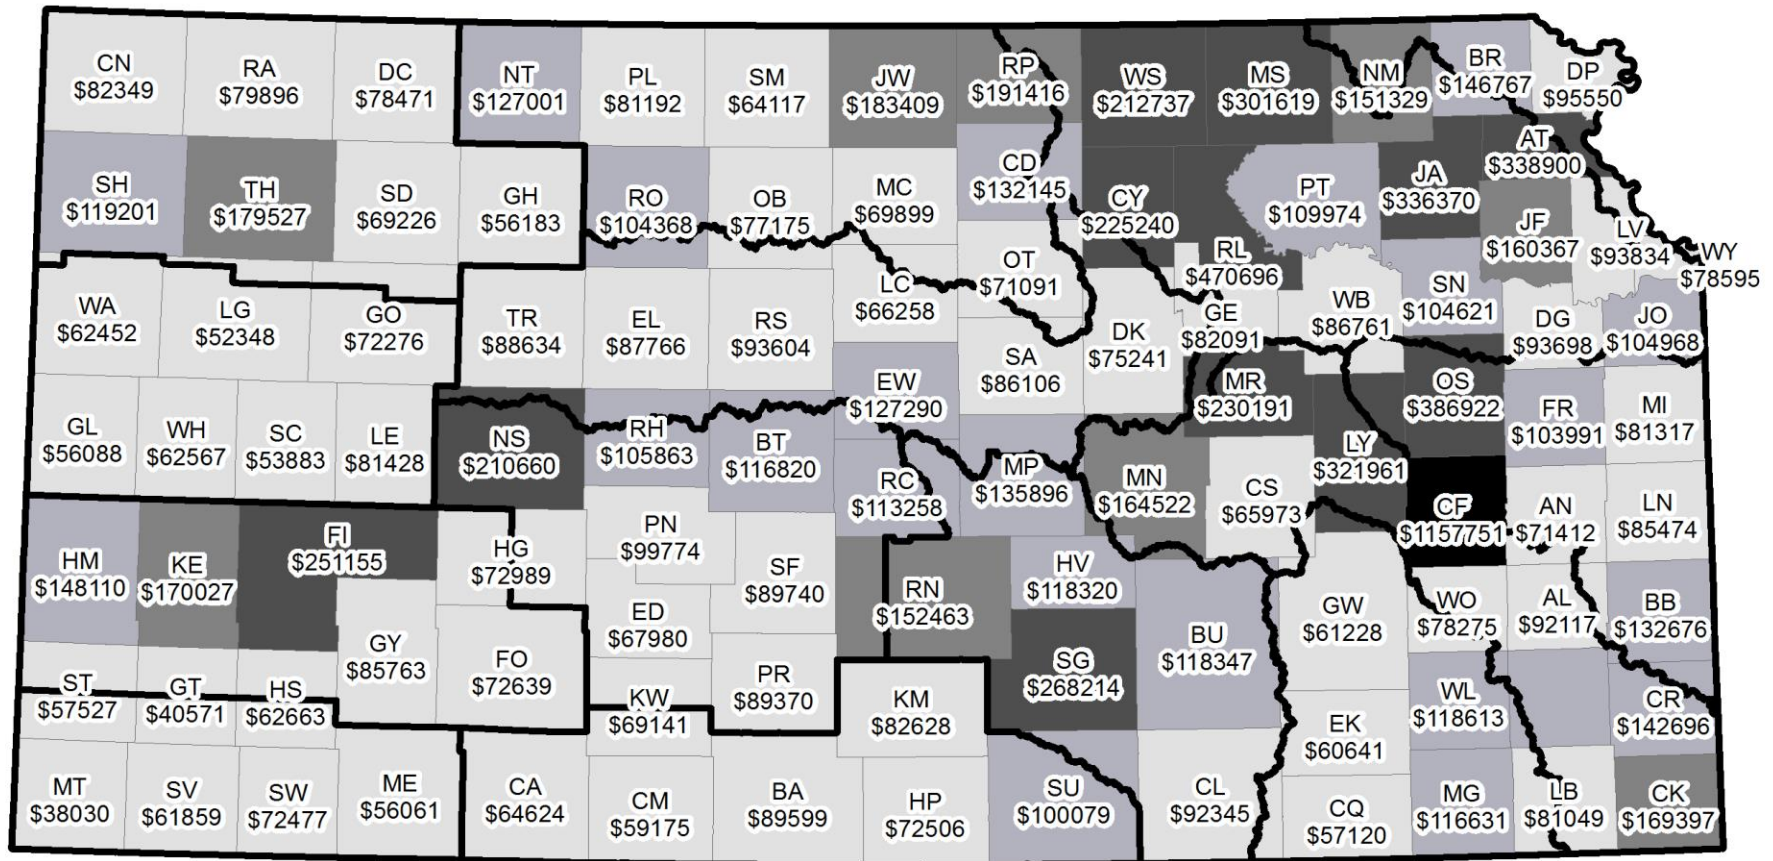 CN
$82349
RA
$79896
DC
$78471
NT
$127001
PL
$81192
SM
$64117
JW
$183409
RP
$191416
WS
$212737
MS
$301619
NM
$151329
BR
$146767
DP
$95550
SH
$119201
TH
$179527
SD
$69226
GH
$56183
RO
$104368
OB
$77175
MC
$69899
CD
$132145
CY
$225240
RL
$470696
PT
$109974
JA
$336370
AT
$338900
JF
$160367
LV
$93834
WY
$78595
WA
$62452
LG
$52348
GO
$72276
TR
$88634
EL
$87766
RS
$93604
LC
$66258
OT
$71091
SA
$86106
DK
$75241
GE
$82091
WB
$86761
SN
$104621
DG
$93698
JO
$104968
GL
$56088
WH
$62567
SC
$53883
LE
$81428
NS
$210660
RH
$105863
BT
$116820
EW
$127290
RC
$113258
MP
$135896
MN
$164522
MR
$230191
CS
$65973
LY
$321961
OS
$386922
FR
$103991
MI
$81317
HM
$148110
KE
$170027
FI
$251155
HG
$72989
PN
$99774
SF
$89740
RN
$152463
HV
$118320
CF
$1157751
AN
$71412
LN
$85474
GY
$85763
FO
$72639
ED
$67980
PR
$89370
SG
$268214
BU
$118347
GW
$61228
WO
$78275
AL
$92117
BB
$132676
ST
$57527
GT
$40571
HS
$62663
KW
$69141
KM
$82628
EK
$60641
WL
$118613
CR
$142696
MT
$38030
SV
$61859
SW
$72477
ME
$56061
CA
$64624
CM
$59175
BA
$89599
HP
$72506
SU
$100079
CL
$92345
CQ
$57120
MG
$116631
LB
$81049
CK
$169397